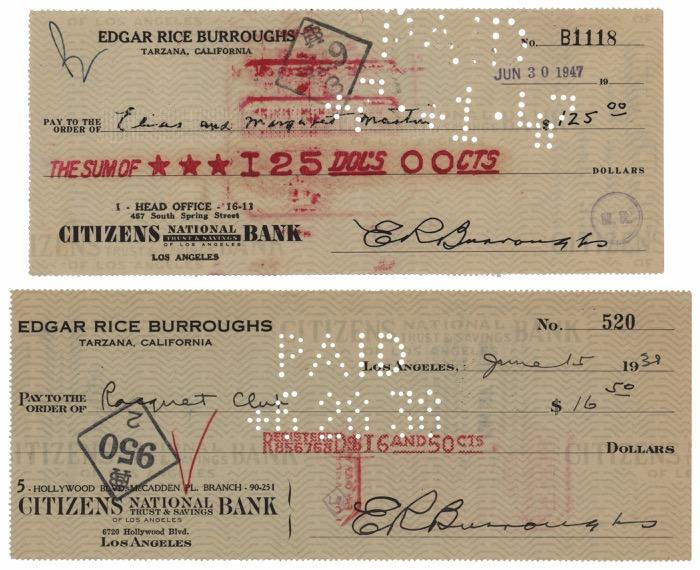 EDGAR RICE BURROUGHS
TARZANA, CALIFORNIA
No. B1118
PAID
JUN 30 1947 19
PAY TO THE ORDER OF Elias and Margaret Martin $125 00
THE SUM OF ★★★125 DOL'S 00 CTS DOLLARS
1 - HEAD OFFICE - 16-11
457 South Spring Street
CITIZENS NATIONAL TRUST & SAVINGS BANK
OF LOS ANGELES
LOS ANGELES
E R Burroughs
EDGAR RICE BURROUGHS
TARZANA, CALIFORNIA
No. 520
PAID
LOS ANGELES, June 15 1938
PAY TO THE ORDER OF Racquet Club $ 16 50
$16 AND 50 CTS
DOLLARS
950
2
5 - HOLLYWOOD BLVD-MCCADDEN PL. BRANCH - 90-251
CITIZENS NATIONAL TRUST & SAVINGS BANK
OF LOS ANGELES
6720 Hollywood Blvd.
LOS ANGELES
E R Burroughs